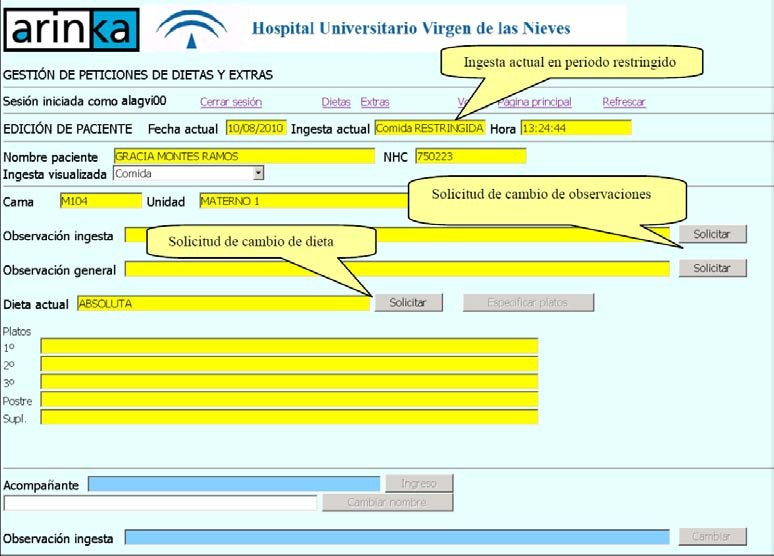 arinka
Hospital Universitario Virgen de las Nieves
Ingesta actual en periodo restringido
GESTIÓN DE PETICIONES DE DIETAS Y EXTRAS
Sesión iniciada como alagvi00 Cerrar sesión Dietas Extras Página principal Refrescar
EDICIÓN DE PACIENTE Fecha actual 10/08/2010 Ingesta actual Comida RESTRINGIDA Hora 13:24:44
Nombre paciente GRACIA MONTES RAMOS NHC 750223
Ingesta visualizada Comida
Solicitud de cambio de observaciones
Cama M104 Unidad MATERNO 1
Observación ingesta Solicitar
Solicitud de cambio de dieta
Observación general Solicitar
Dieta actual ABSOLUTA Solicitar Especificar platos
Platos
1º
2º
3º
Postre
Supl.
Acompañante Ingreso
Cambiar nombre
Observación ingesta Cambiar